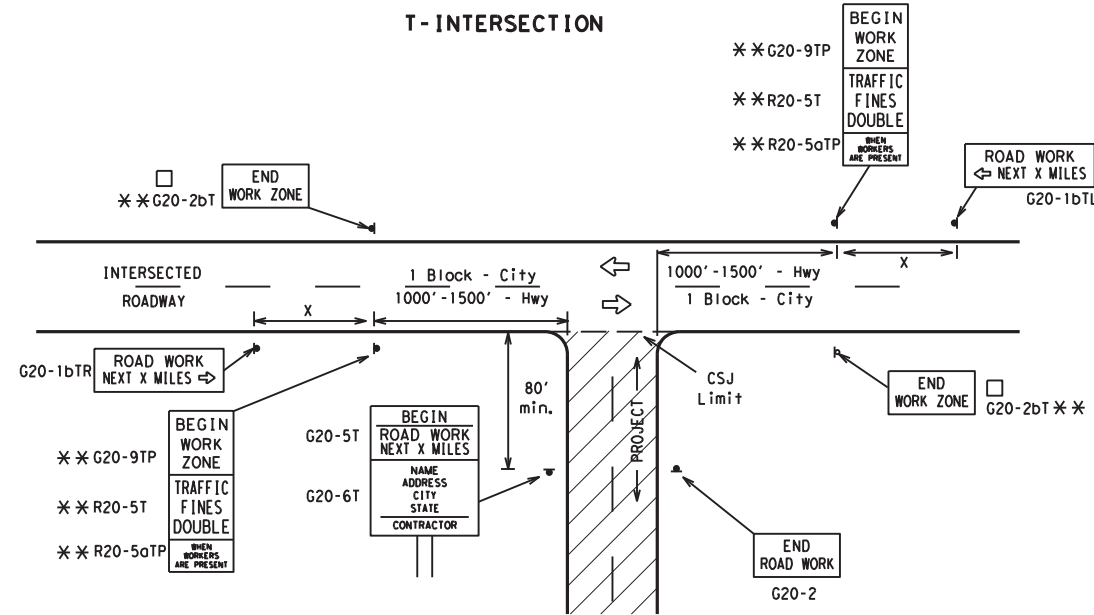 T-INTERSECTION
BEGIN
WORK
ZONE
TRAFFIC
FINES
DOUBLE
WHEN
WORKERS
ARE PRESENT
**G20-9TP
**R20-5T
**R20-5aTP
ROAD WORK
⇦ NEXT X MILES
G20-1bTL
□
**G20-2bT
END
WORK ZONE
INTERSECTED
ROADWAY
X
1 Block - City
1000'-1500' - Hwy
1000'-1500' - Hwy
1 Block - City
X
G20-1bTR
ROAD WORK
NEXT X MILES ⇨
80'
min.
CSJ
Limit
PROJECT
END
WORK ZONE
□
G20-2bT **
**G20-9TP
**R20-5T
**R20-5aTP
BEGIN
WORK
ZONE
TRAFFIC
FINES
DOUBLE
WHEN
WORKERS
ARE PRESENT
G20-5T
G20-6T
BEGIN
ROAD WORK
NEXT X MILES
NAME
ADDRESS
CITY
STATE
CONTRACTOR
END
ROAD WORK
G20-2